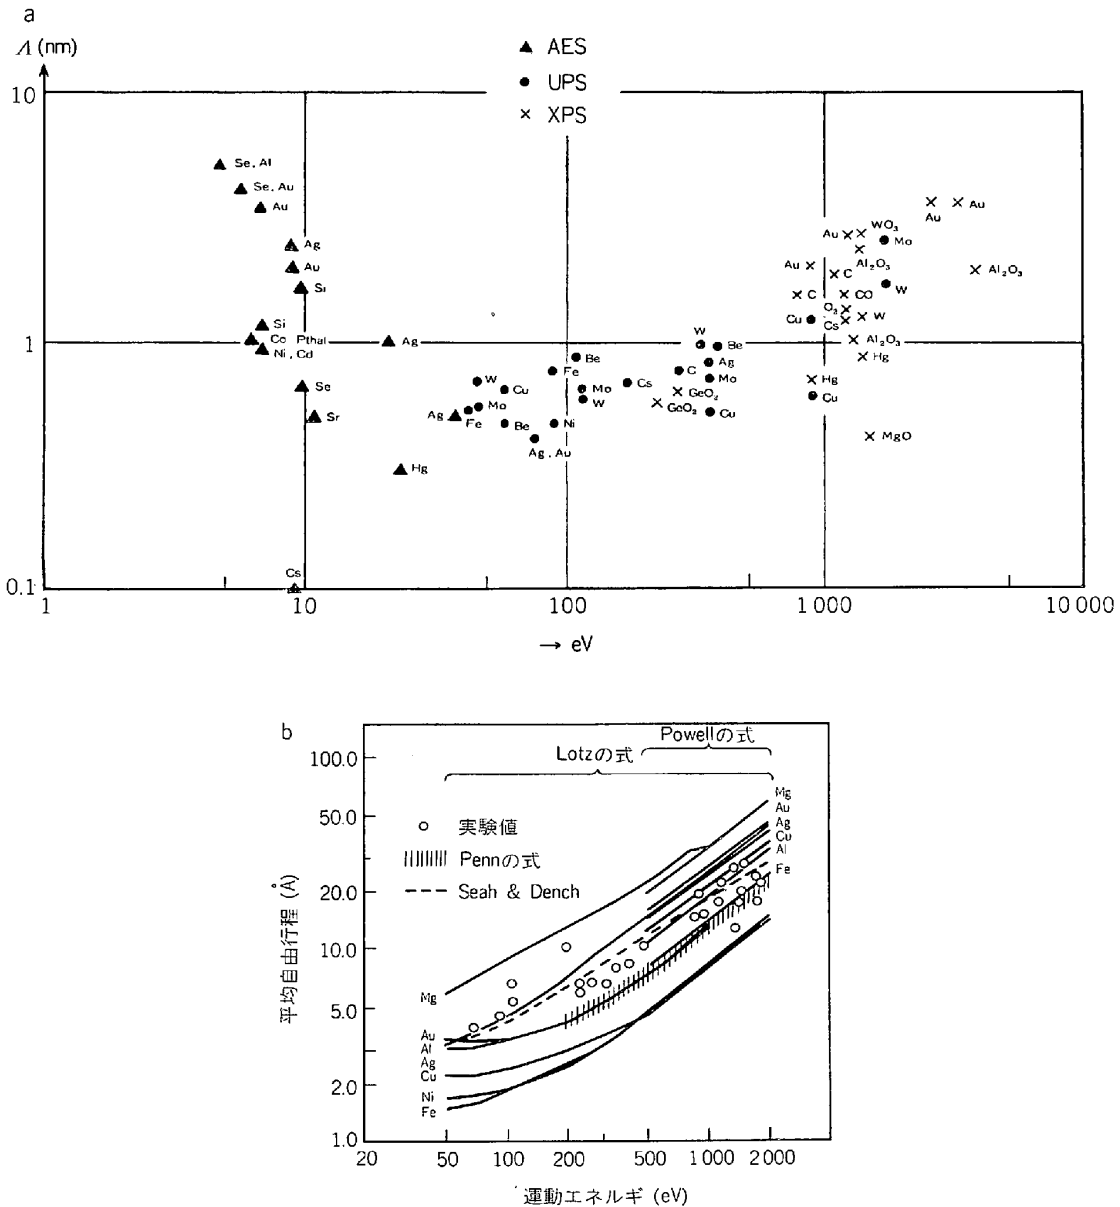 a
Λ (nm)
▲ AES
● UPS
× XPS
10
1
0.1
Se, Al
Se, Au
Au
Ag
Au
Si
Si
Co Pthal
Ni, Cd
Se
Sr
Cs
Ag
Ag
Hg
W
Mo
Fe
Cu
Be
Ag, Au
Fe
Be
Ni
Mo
W
Cs
GeO₂
GeO₂
C
W
Be
Ag
Mo
Cu
Au
WO₃
Mo
Au
Au
Au
Al₂O₃
C
Al₂O₃
C
CO
W
O₂
Cu
Cs
W
Al₂O₃
Hg
Hg
Cu
MgO
1
10
100
1 000
10 000
→ eV
b
Powellの式
Lotzの式
○ 実験値
Pennの式
Seah & Dench
平均自由行程 (Å)
100.0
50.0
20.0
10.0
5.0
2.0
1.0
Mg
Au
Ag
Cu
Al
Fe
Mg
Au
Al
Ag
Cu
Ni
Fe
20
50
100
200
500
1 000
2 000
運動エネルギ (eV)